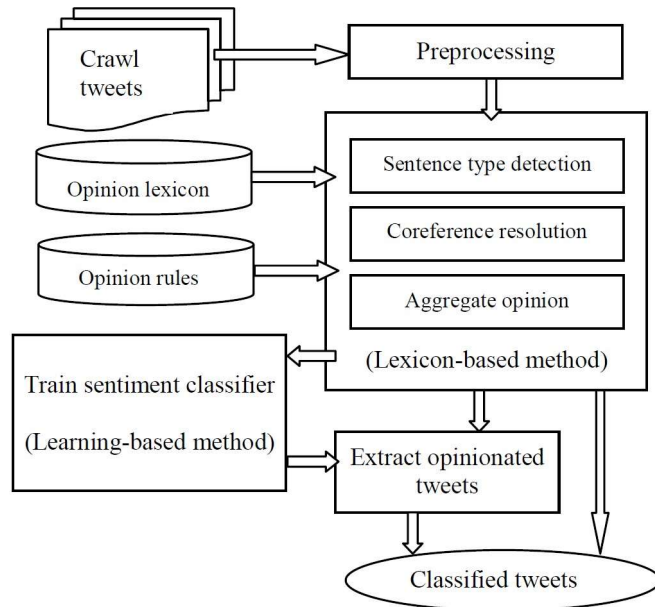 Crawl
tweets
Preprocessing
Opinion lexicon
Sentence type detection
Coreference resolution
Opinion rules
Aggregate opinion
(Lexicon-based method)
Train sentiment classifier
(Learning-based method)
Extract opinionated
tweets
Classified tweets